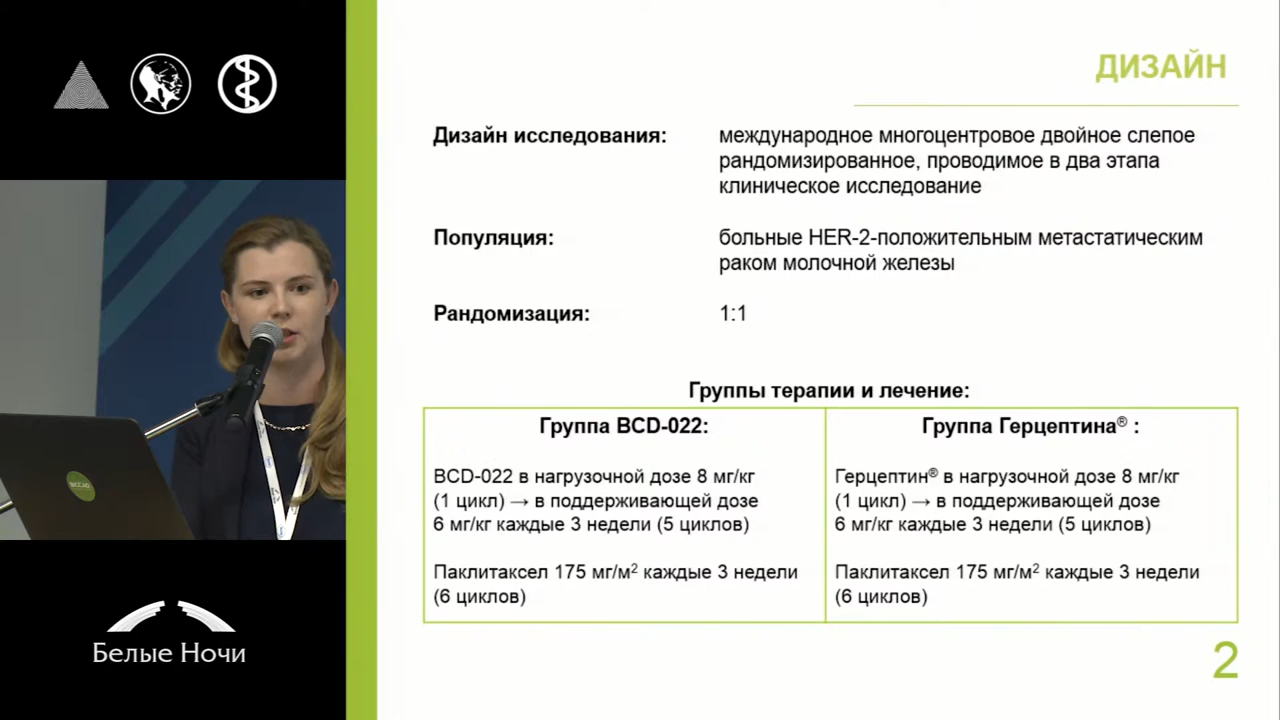 ДИЗАЙН
Дизайн исследования:
международное многоцентровое двойное слепое
рандомизированное, проводимое в два этапа
клиническое исследование
Популяция:
больные HER-2-положительным метастатическим
раком молочной железы
Рандомизация:
1:1
Группы терапии и лечение:
Группа BCD-022:
BCD-022 в нагрузочной дозе 8 мг/кг
(1 цикл) → в поддерживающей дозе
6 мг/кг каждые 3 недели (5 циклов)
Паклитаксел 175 мг/м² каждые 3 недели
(6 циклов)
Группа Герцептина® :
Герцептин® в нагрузочной дозе 8 мг/кг
(1 цикл) → в поддерживающей дозе
6 мг/кг каждые 3 недели (5 циклов)
Паклитаксел 175 мг/м² каждые 3 недели
(6 циклов)
2
BIOCAD
Белые Ночи